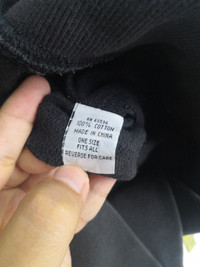 100% COTTON
MADE IN CHINA
ONE SIZE
FITS ALL
REVERSE FOR CARE